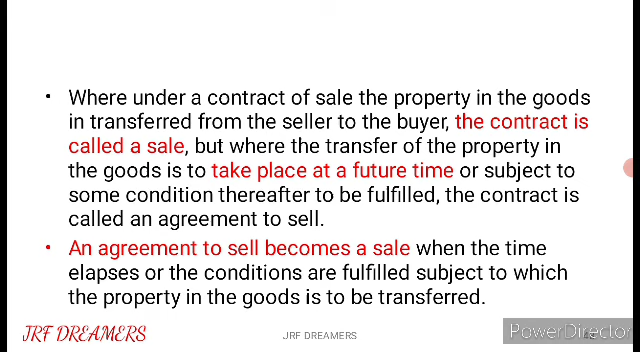 • Where under a contract of sale the property in the goods
in transferred from the seller to the buyer, the contract is
called a sale, but where the transfer of the property in
the goods is to take place at a future time or subject to
some condition thereafter to be fulfilled, the contract is
called an agreement to sell.
• An agreement to sell becomes a sale when the time
elapses or the conditions are fulfilled subject to which
the property in the goods is to be transferred.
JRF DREAMERS JRF DREAMERS PowerDirector